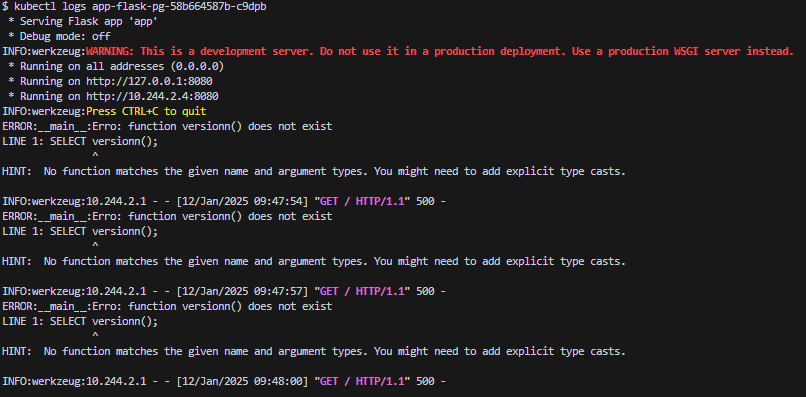 $ kubectl logs app-flask-pg-58b664587b-c9dpb
 * Serving Flask app 'app'
 * Debug mode: off
INFO:werkzeug:WARNING: This is a development server. Do not use it in a production deployment. Use a production WSGI server instead.
 * Running on all addresses (0.0.0.0)
 * Running on http://127.0.0.1:8080
 * Running on http://10.244.2.4:8080
INFO:werkzeug:Press CTRL+C to quit
ERROR:__main__:Erro: function versionn() does not exist
LINE 1: SELECT versionn();
               ^
HINT:  No function matches the given name and argument types. You might need to add explicit type casts.

INFO:werkzeug:10.244.2.1 - - [12/Jan/2025 09:47:54] "GET / HTTP/1.1" 500 -
ERROR:__main__:Erro: function versionn() does not exist
LINE 1: SELECT versionn();
               ^
HINT:  No function matches the given name and argument types. You might need to add explicit type casts.

INFO:werkzeug:10.244.2.1 - - [12/Jan/2025 09:47:57] "GET / HTTP/1.1" 500 -
ERROR:__main__:Erro: function versionn() does not exist
LINE 1: SELECT versionn();
               ^
HINT:  No function matches the given name and argument types. You might need to add explicit type casts.

INFO:werkzeug:10.244.2.1 - - [12/Jan/2025 09:48:00] "GET / HTTP/1.1" 500 -